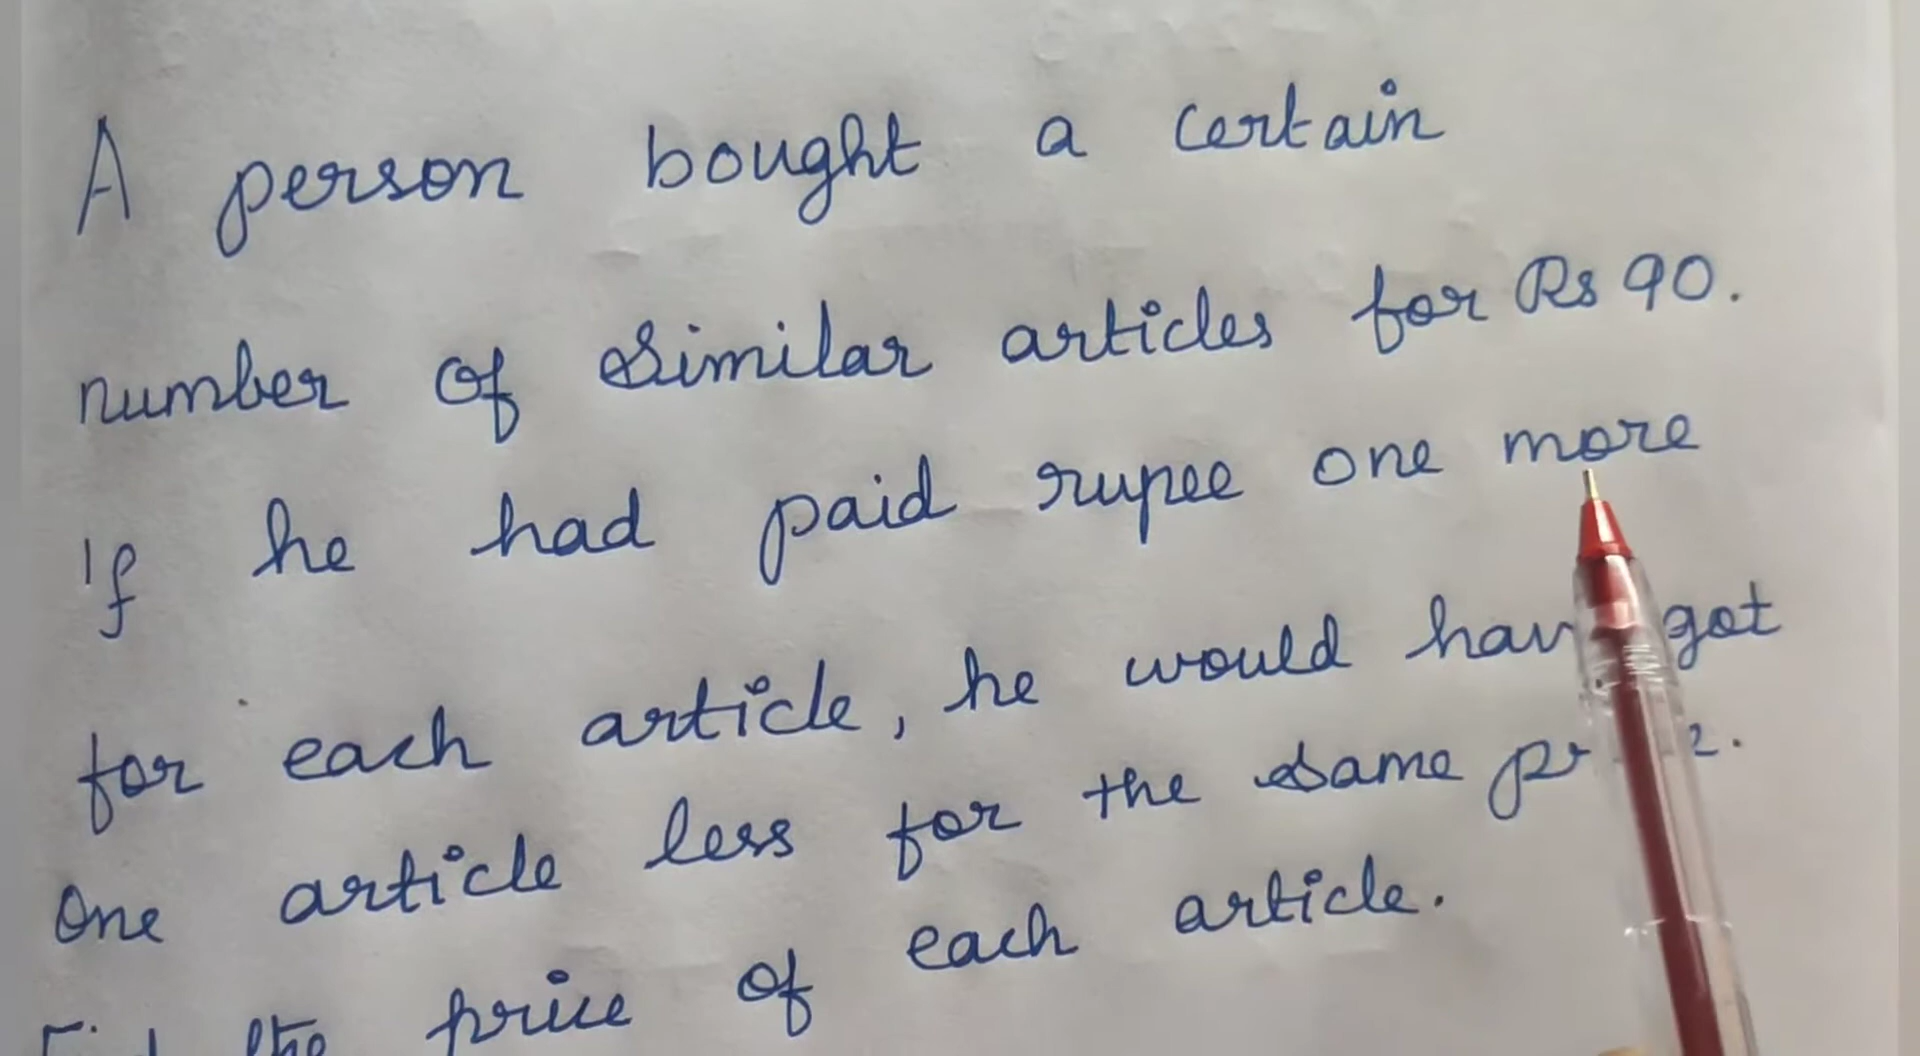 A person bought a certain
number of similar articles for Rs 90.
If he had paid rupee one more
for each article, he would have got
One article less for the same
the price of each article.